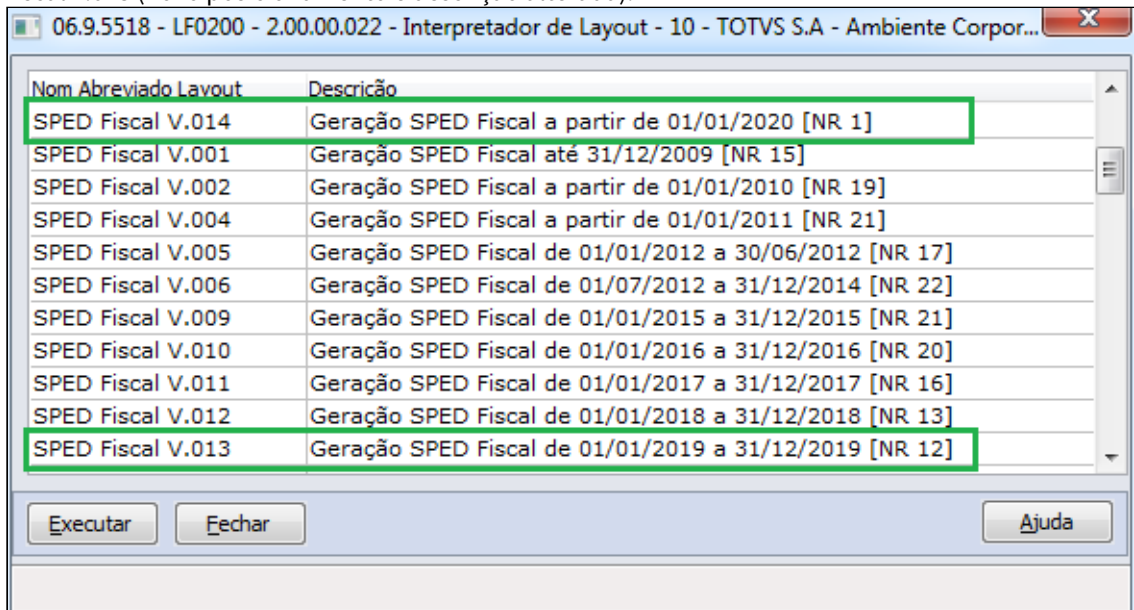 06.9.5518 - LF0200 - 2.00.00.022 - Interpretador de Layout - 10 - TOTVS S.A - Ambiente Corpor...
Nom Abreviado Layout Descrição
SPED Fiscal V.014 Geração SPED Fiscal a partir de 01/01/2020 [NR 1]
SPED Fiscal V.001 Geração SPED Fiscal até 31/12/2009 [NR 15]
SPED Fiscal V.002 Geração SPED Fiscal a partir de 01/01/2010 [NR 19]
SPED Fiscal V.004 Geração SPED Fiscal a partir de 01/01/2011 [NR 21]
SPED Fiscal V.005 Geração SPED Fiscal de 01/01/2012 a 30/06/2012 [NR 17]
SPED Fiscal V.006 Geração SPED Fiscal de 01/07/2012 a 31/12/2014 [NR 22]
SPED Fiscal V.009 Geração SPED Fiscal de 01/01/2015 a 31/12/2015 [NR 21]
SPED Fiscal V.010 Geração SPED Fiscal de 01/01/2016 a 31/12/2016 [NR 20]
SPED Fiscal V.011 Geração SPED Fiscal de 01/01/2017 a 31/12/2017 [NR 16]
SPED Fiscal V.012 Geração SPED Fiscal de 01/01/2018 a 31/12/2018 [NR 13]
SPED Fiscal V.013 Geração SPED Fiscal de 01/01/2019 a 31/12/2019 [NR 12]
Executar Fechar Ajuda